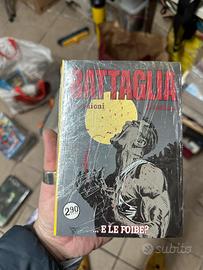 BATTAGLIA
... E LE FOIBE?
2,90
subito